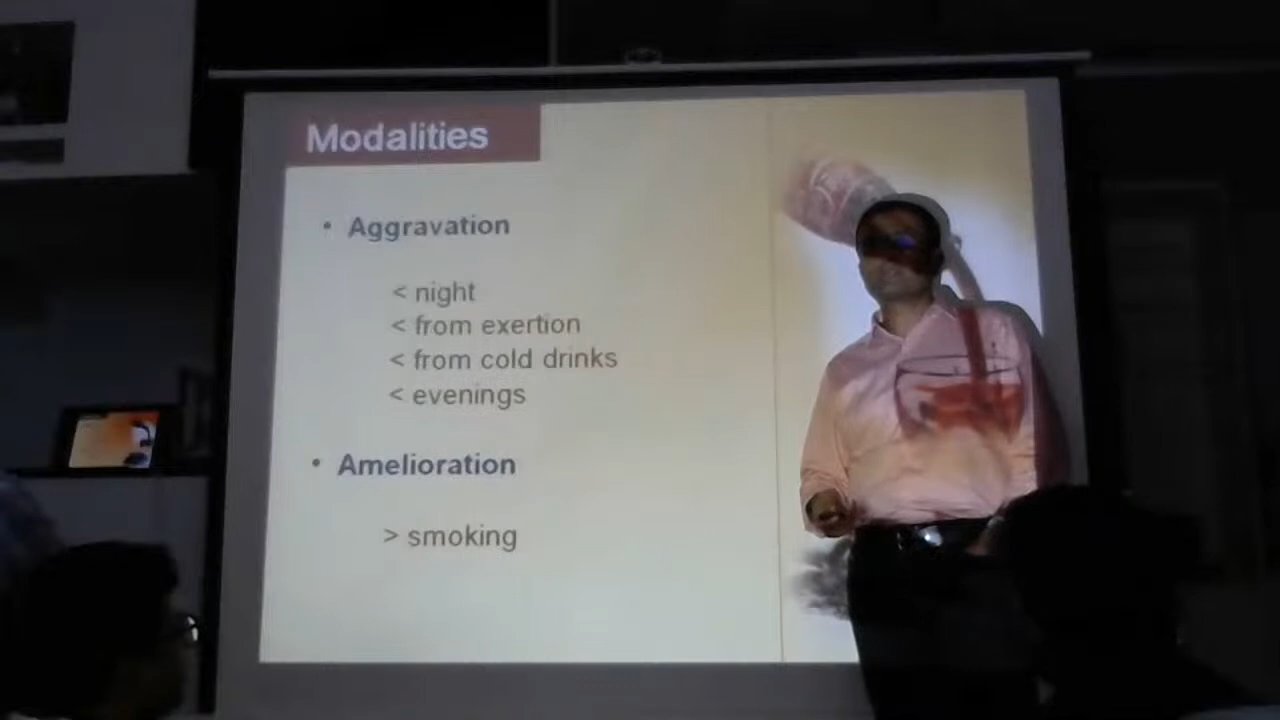 Modalities
• Aggravation
< night
< from exertion
< from cold drinks
< evenings
• Amelioration
> smoking